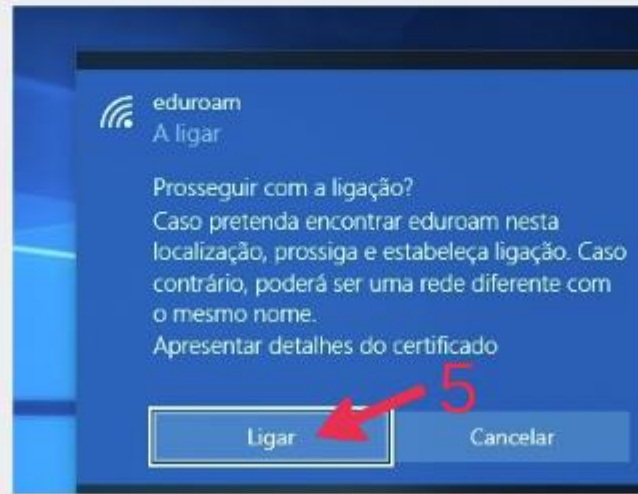 eduroam
A ligar
Prosseguir com a ligação?
Caso pretenda encontrar eduroam nesta
localização, prossiga e estabeleça ligação. Caso
contrário, poderá ser uma rede diferente com
o mesmo nome.
Apresentar detalhes do certificado
5
Ligar Cancelar